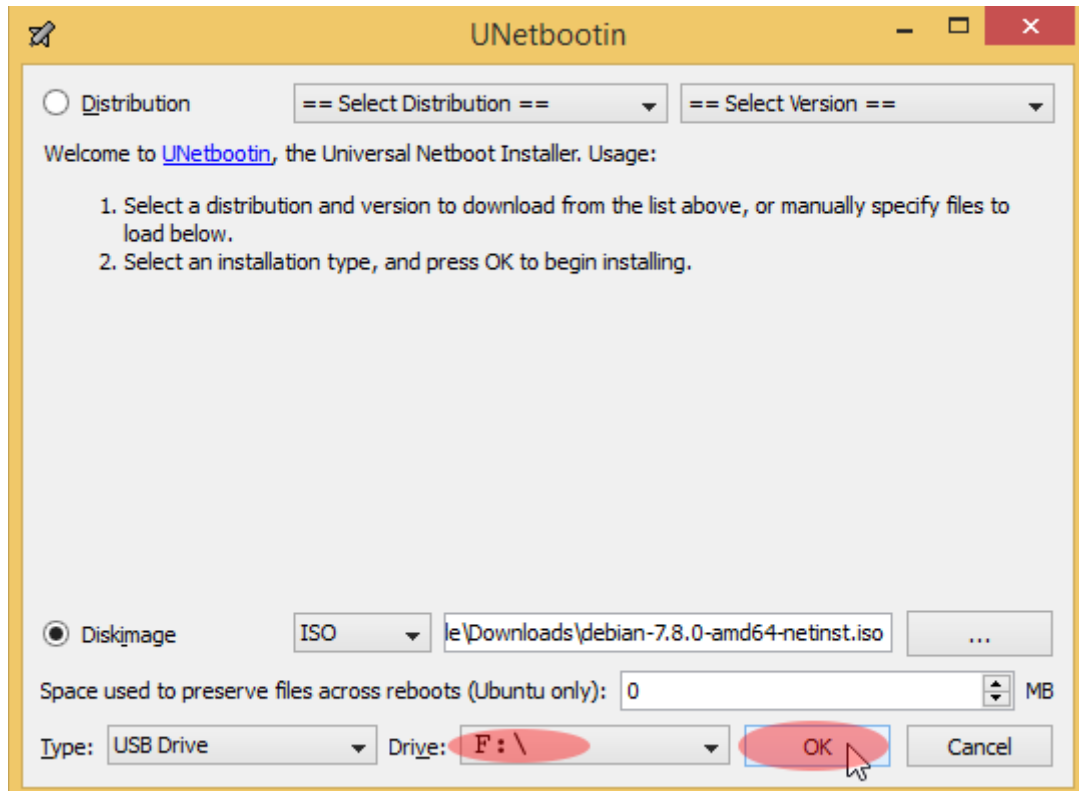 UNetbootin
Distribution == Select Distribution == == Select Version ==
Welcome to UNetbootin, the Universal Netboot Installer. Usage:
1. Select a distribution and version to download from the list above, or manually specify files to
load below.
2. Select an installation type, and press OK to begin installing.
Diskimage ISO le\Downloads\debian-7.8.0-amd64-netinst.iso ...
Space used to preserve files across reboots (Ubuntu only): 0 MB
Type: USB Drive Drive: F:\ OK Cancel